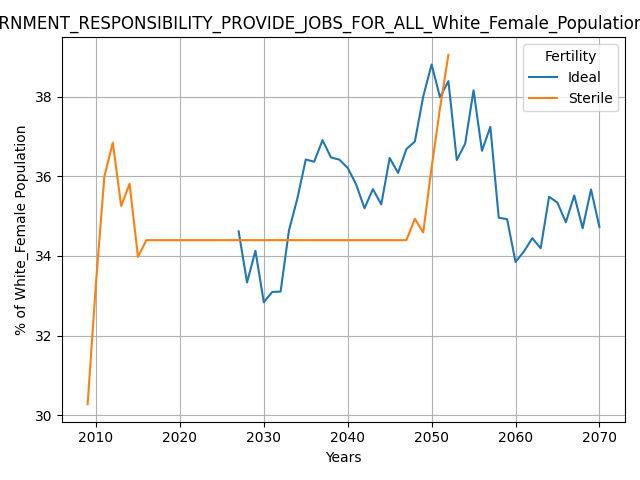 RNMENT_RESPONSIBILITY_PROVIDE_JOBS_FOR_ALL_White_Female_Population
Fertility
Ideal
Sterile
% of White_Female Population
38
36
34
32
30
2010 2020 2030 2040 2050 2060 2070
Years